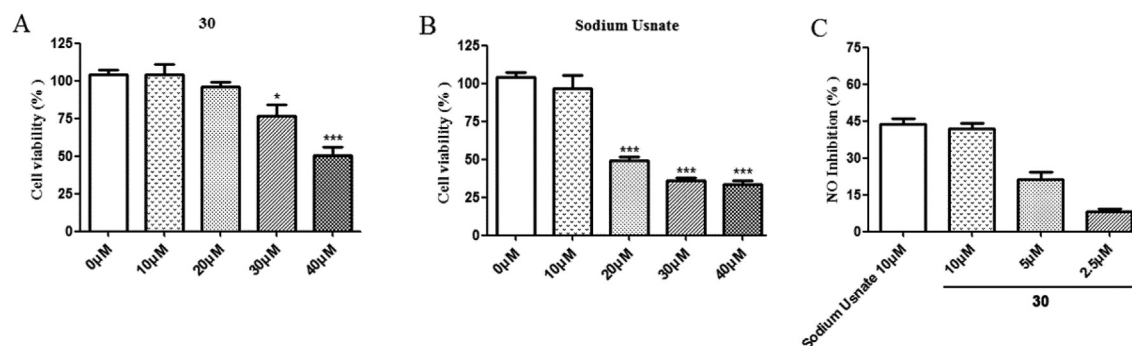 A
30
Cell viability (% )
125
100
75
50
25
0
*
***
0µM
10µM
20µM
30µM
40µM
B
Sodium Usnate
Cell viability (% )
125
100
75
50
25
0
***
***
***
0µM
10µM
20µM
30µM
40µM
C
NO Inhibition (% )
75
60
45
30
15
0
Sodium Usnate 10µM
10µM
5µM
2.5µM
30